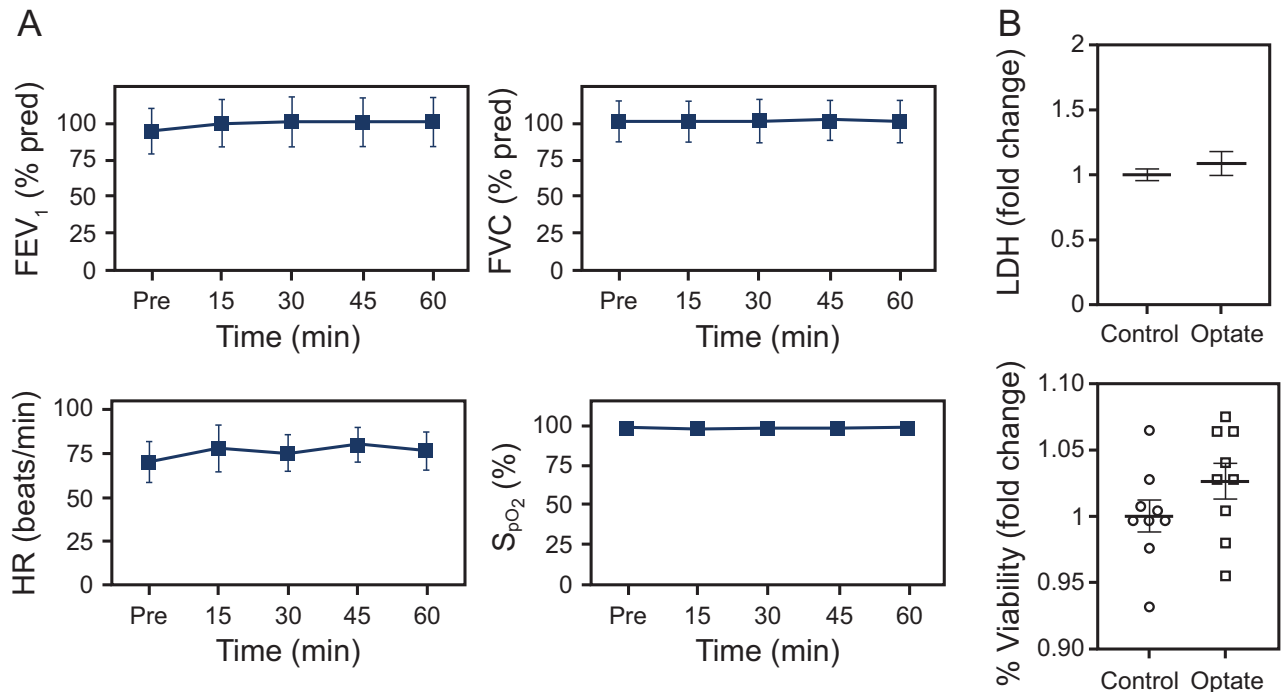 A
FEV1 (% pred)
100
75
50
25
0
Pre 15 30 45 60
Time (min)
FVC (% pred)
100
75
50
25
0
Pre 15 30 45 60
Time (min)
HR (beats/min)
100
75
50
25
0
Pre 15 30 45 60
Time (min)
SpO2 (%)
100
75
50
25
0
Pre 15 30 45 60
Time (min)
B
LDH (fold change)
2
1.5
1
0.5
0
Control Optate
% Viability (fold change)
1.10
1.05
1
0.95
0.90
Control Optate